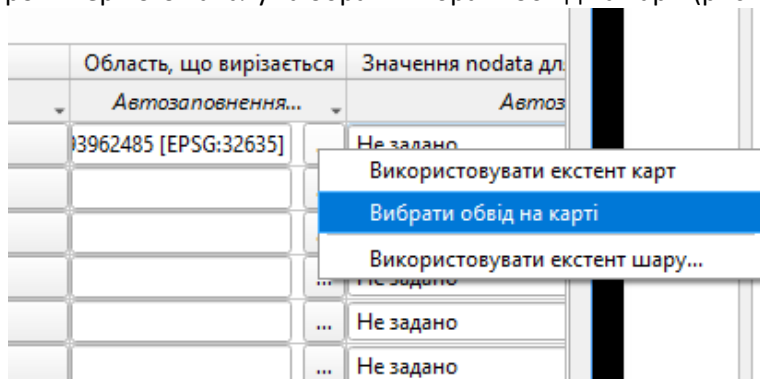 Область, що вирізається Значення nodata дл
Автозаповнення... Автоз
93962485 [EPSG:32635] Не задано
Використовувати екстент карт
Вибрати обвід на карті
Використовувати екстент шару...
... Не задано
... Не задано
... Не задано